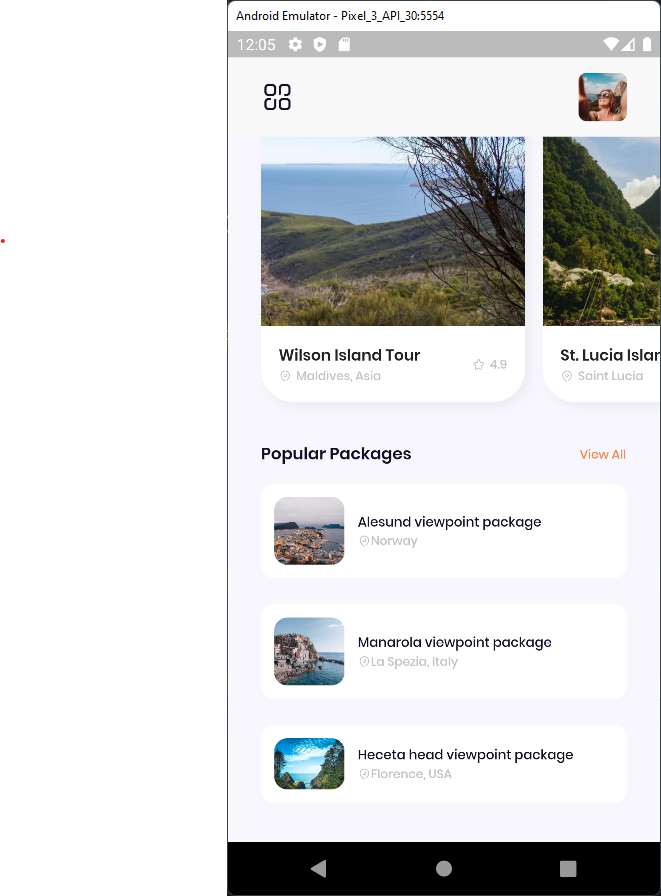 Android Emulator - Pixel_3_API_30:5554
12:05
Wilson Island Tour
Maldives, Asia
4.9
St. Lucia Islan
Saint Lucia
Popular Packages
View All
Alesund viewpoint package
Norway
Manarola viewpoint package
La Spezia, Italy
Heceta head viewpoint package
Florence, USA